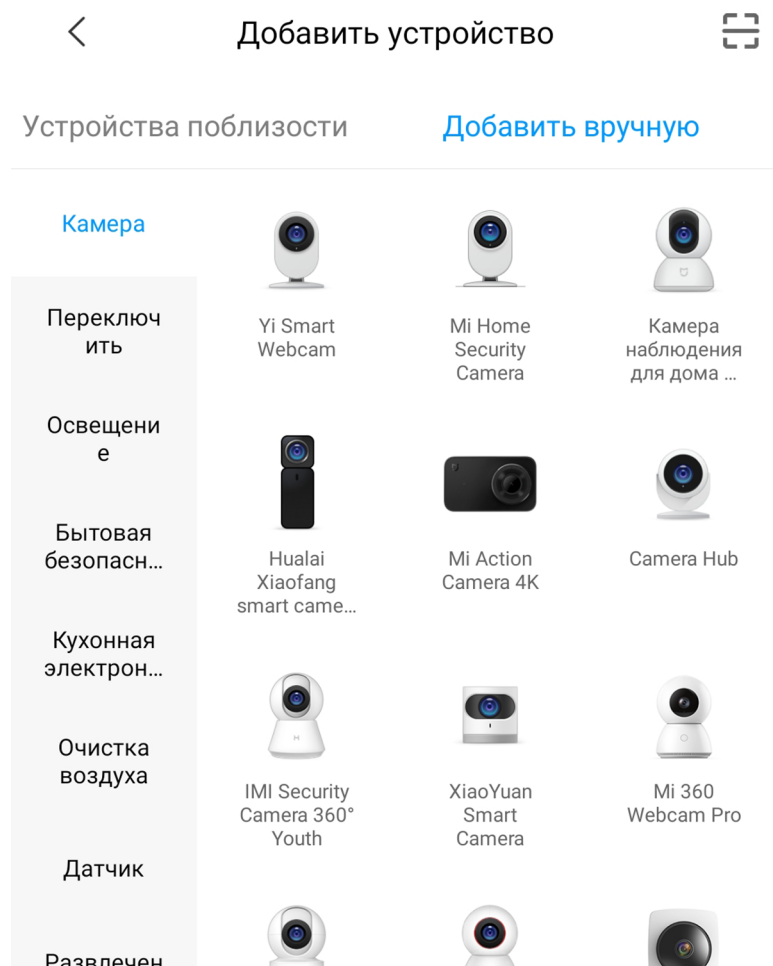 Добавить устройство
Устройства поблизости
Добавить вручную
Камера
Переключ
ить
Освещени
е
Бытовая
безопасн...
Кухонная
электрон...
Очистка
воздуха
Датчик
Развлечен
Yi Smart
Webcam
Mi Home
Security
Camera
Камера
наблюдения
для дома ...
Hualai
Xiaofang
smart came...
Mi Action
Camera 4K
Camera Hub
IMI Security
Camera 360°
Youth
XiaoYuan
Smart
Camera
Mi 360
Webcam Pro